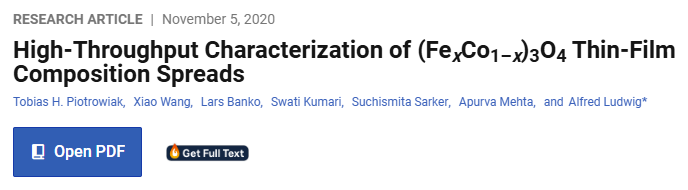 RESEARCH ARTICLE | November 5, 2020
High-Throughput Characterization of (FexCo1−x)3O4 Thin-Film
Composition Spreads
Tobias H. Piotrowiak, Xiao Wang, Lars Banko, Swati Kumari, Suchismita Sarker, Apurva Mehta, and Alfred Ludwig*
Open PDF
Get Full Text